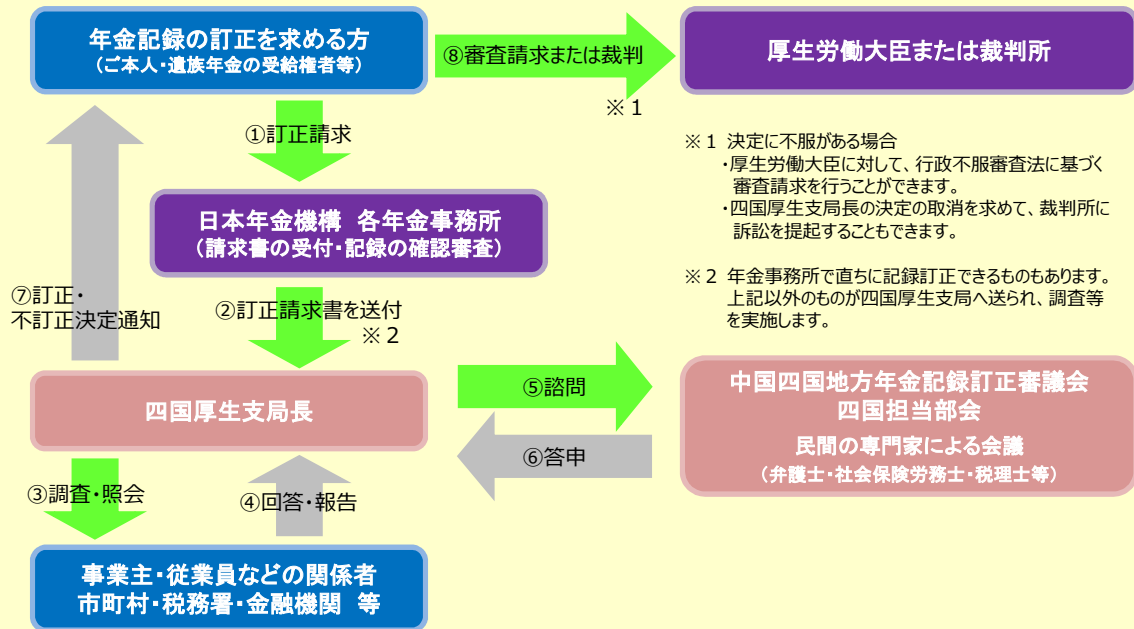 年金記録の訂正を求める方
（ご本人・遺族年金の受給権者等）
⑧審査請求または裁判
※１
厚生労働大臣または裁判所
①訂正請求
※１ 決定に不服がある場合
・厚生労働大臣に対して、行政不服審査法に基づく
審査請求を行うことができます。
・四国厚生支局長の決定の取消を求めて、裁判所に
訴訟を提起することもできます。
日本年金機構 各年金事務所
（請求書の受付・記録の確認審査）
※２ 年金事務所で直ちに記録訂正できるものもあります。
上記以外のものが四国厚生支局へ送られ、調査等
を実施します。
⑦訂正・
不訂正決定通知
②訂正請求書を送付
※２
四国厚生支局長
⑤諮問
⑥答申
中国四国地方年金記録訂正審議会
四国担当部会
民間の専門家による会議
（弁護士・社会保険労務士・税理士等）
③調査・照会
④回答・報告
事業主・従業員などの関係者
市町村・税務署・金融機関 等